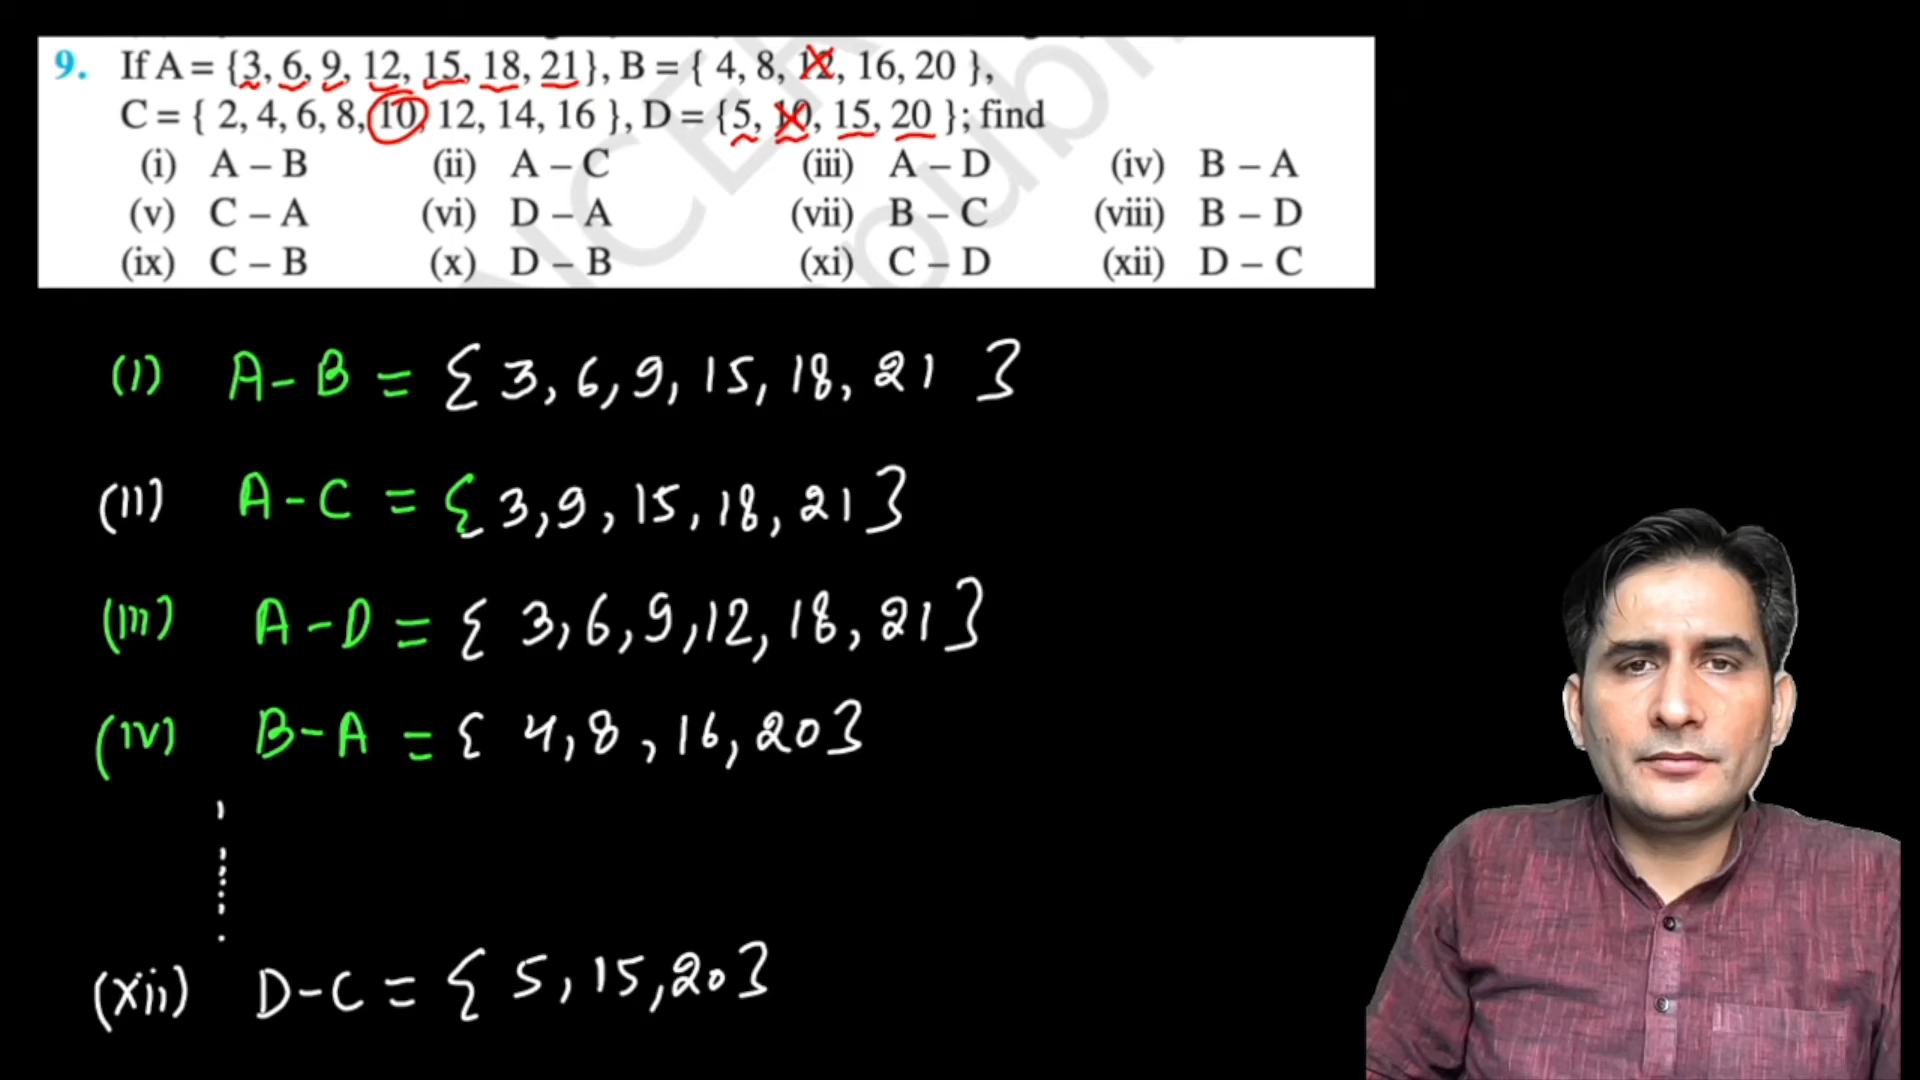 9. If A = {3, 6, 9, 12, 15, 18, 21}, B = { 4, 8, 12, 16, 20 },
C = { 2, 4, 6, 8, 10, 12, 14, 16 }, D = {5, 10, 15, 20 }; find
(i) A – B (ii) A – C (iii) A – D (iv) B – A
(v) C – A (vi) D – A (vii) B – C (viii) B – D
(ix) C – B (x) D – B (xi) C – D (xii) D – C
(i) A - B = { 3, 6, 9, 15, 18, 21 }
(ii) A - C = { 3, 9, 15, 18, 21 }
(iii) A - D = { 3, 6, 9, 12, 18, 21 }
(iv) B - A = { 4, 8 , 16, 20 }
(xii) D - C = { 5, 15, 20 }